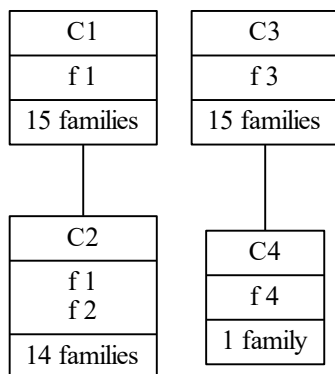 C1
f 1
15 families
C3
f 3
15 families
C2
f 1
f 2
14 families
C4
f 4
1 family